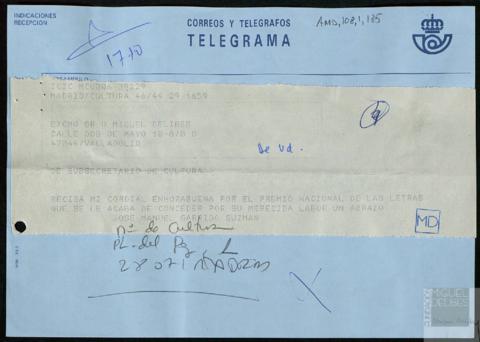 INDICACIONES
RECEPCIÓN
CORREOS Y TELEGRAFOS
TELEGRAMA
AMD,108,1,185
1710
MADRID/CULTURA 46/44 29 1659
EXCMO SR D MIGUEL DELIBES
CALLE DOS DE MAYO 10
/VALLADOLID
De Vd.
DE SUBSECRETARIO DE CULTURA
RECIBA MI CORDIAL ENHORABUENA POR EL PREMIO NACIONAL DE LAS LETRAS
QUE SE LE ACABA DE CONCEDER POR SU MERECIDA LABOR UN ABRAZO
JOSE MANUEL GARRIDO GUZMAN
MD
Mº de Cultura
Pl. del Rey 1
28071 MADRID
MIGUEL
DELIBES